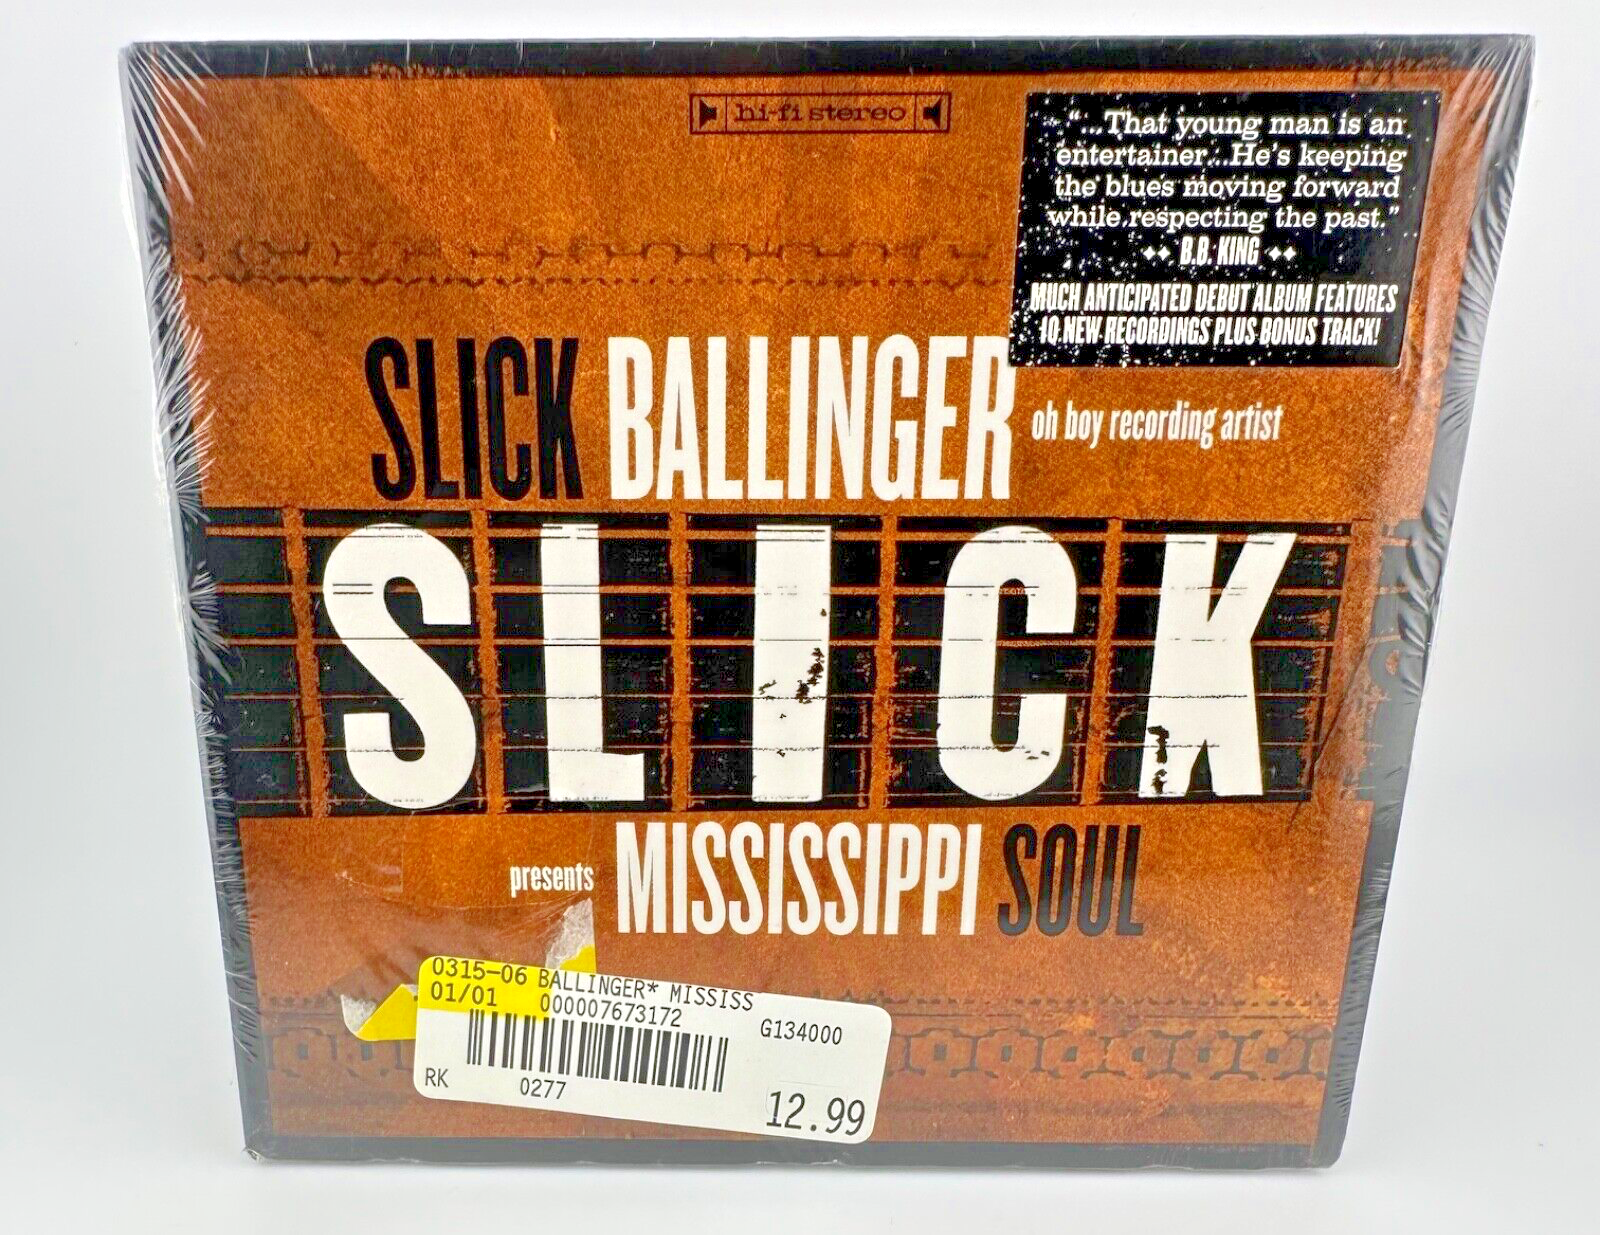 hi-fi stereo
"...That young man is an
entertainer...He's keeping
the blues moving forward
while respecting the past."
B.B. KING
MUCH ANTICIPATED DEBUT ALBUM FEATURES
10 NEW RECORDINGS PLUS BONUS TRACK!
SLICK BALLINGER
oh boy recording artist
SLICK
presents MISSISSIPPI SOUL
0315-06 BALLINGER* MISSISS
01/01 000007673172
G134000
RK 0277
12.99